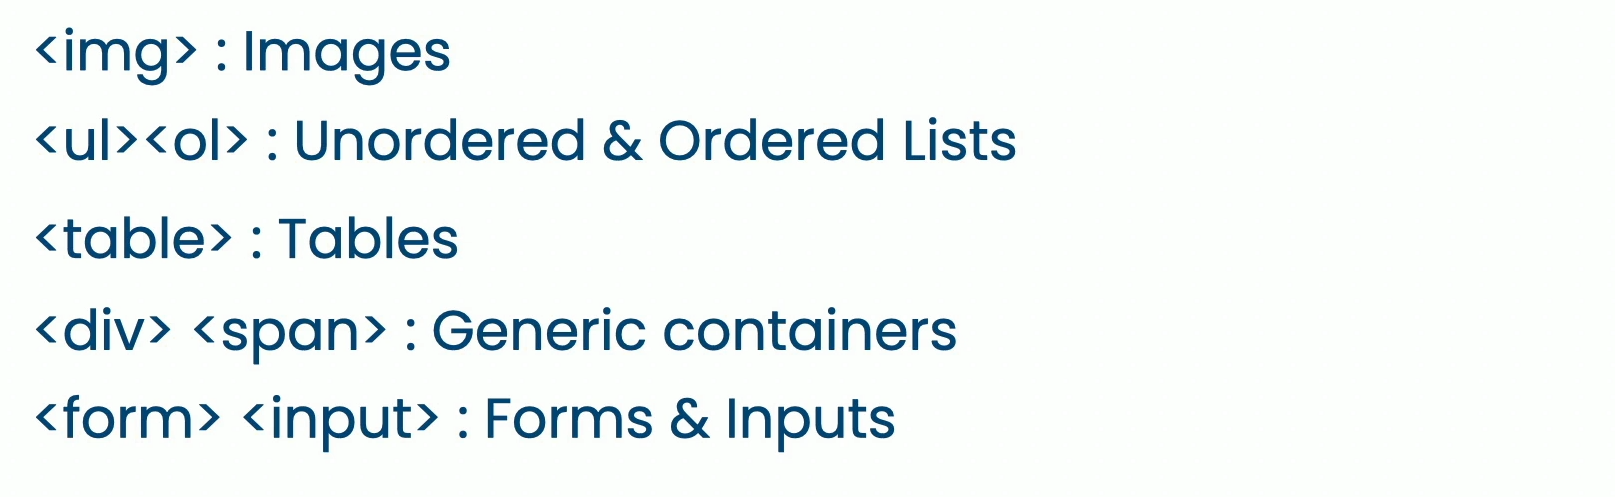 <img> : Images
<ul><ol> : Unordered & Ordered Lists
<table> : Tables
<div> <span> : Generic containers
<form> <input> : Forms & Inputs